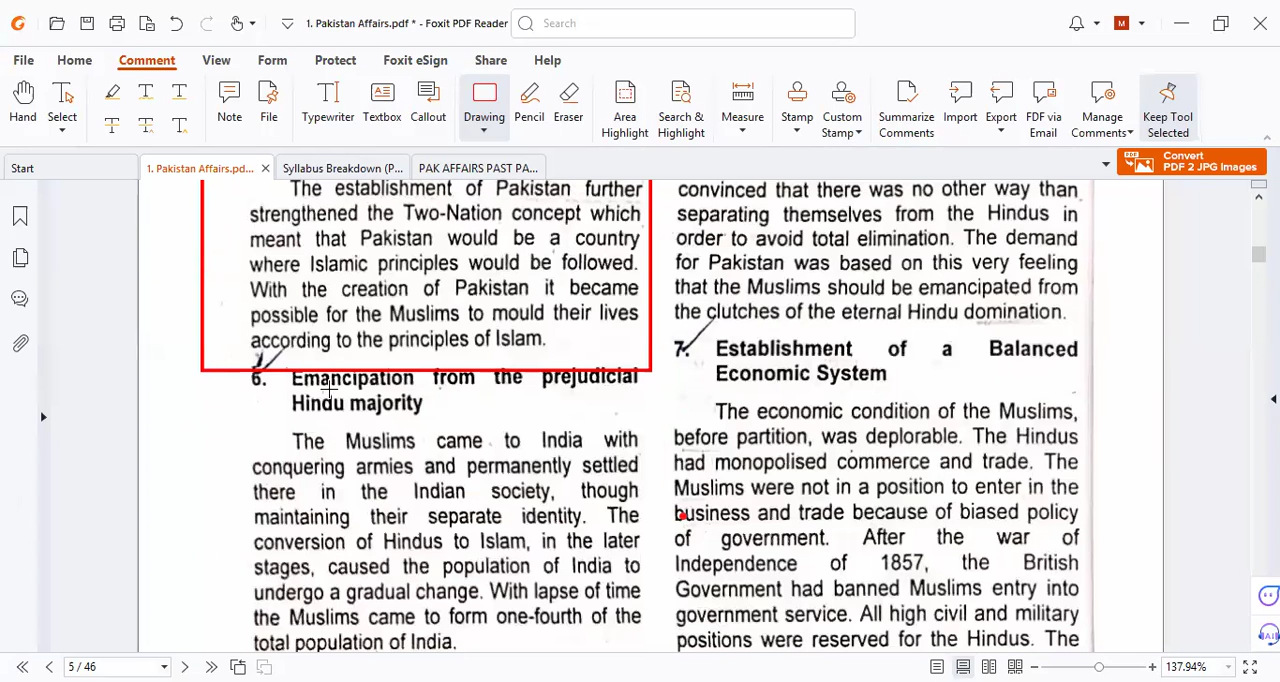 1. Pakistan Affairs.pdf * - Foxit PDF Reader
Search
M
File Home Comment View Form Protect Foxit eSign Share Help
Hand Select Note File Typewriter Textbox Callout Drawing Pencil Eraser Area Highlight Search & Highlight Measure Stamp Custom Stamp Summarize Comments Import Export FDF via Email Manage Comments Keep Tool Selected
Start 1. Pakistan Affairs.pd... Syllabus Breakdown (P... PAK AFFAIRS PAST PA...
Convert
PDF 2 JPG Images
The establishment of Pakistan further
strengthened the Two-Nation concept which
meant that Pakistan would be a country
where Islamic principles would be followed.
With the creation of Pakistan it became
possible for the Muslims to mould their lives
according to the principles of Islam.
6. Emancipation from the prejudicial
Hindu majority
The Muslims came to India with
conquering armies and permanently settled
there in the Indian society, though
maintaining their separate identity. The
conversion of Hindus to Islam, in the later
stages, caused the population of India to
undergo a gradual change. With lapse of time
the Muslims came to form one-fourth of the
total population of India.
convinced that there was no other way than
separating themselves from the Hindus in
order to avoid total elimination. The demand
for Pakistan was based on this very feeling
that the Muslims should be emancipated from
the clutches of the eternal Hindu domination.
7. Establishment of a Balanced
Economic System
The economic condition of the Muslims,
before partition, was deplorable. The Hindus
had monopolised commerce and trade. The
Muslims were not in a position to enter in the
business and trade because of biased policy
of government. After the war of
Independence of 1857, the British
Government had banned Muslims entry into
government service. All high civil and military
positions were reserved for the Hindus. The
5 / 46
137.94%